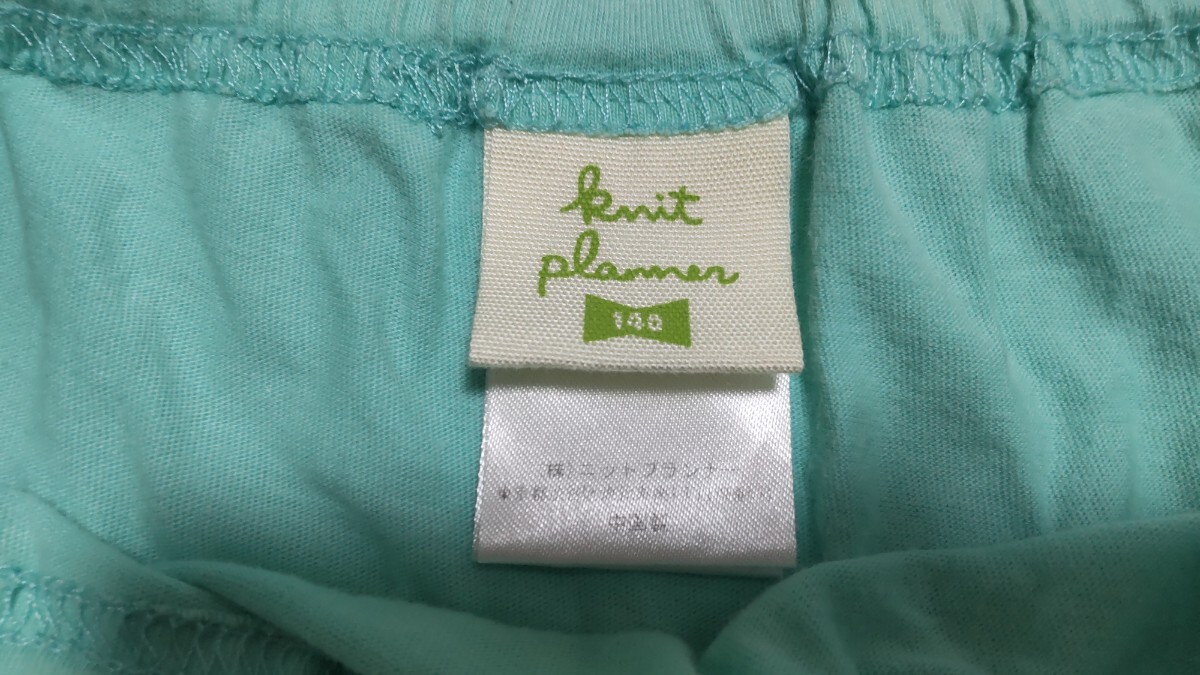 knit
planner
140
株 ニットプランナー
中国製